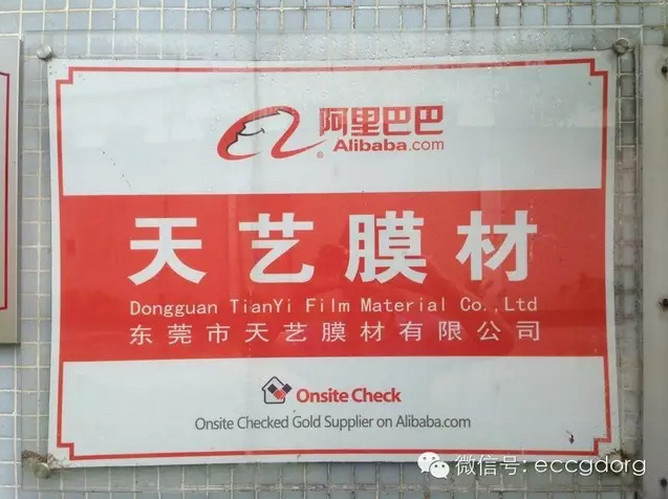 阿里巴巴
Alibaba.com
天艺膜材
Dongguan TianYi Film Material Co.,Ltd
东莞市天艺膜材有限公司
Onsite Check
Onsite Checked Gold Supplier on Alibaba.com
微信号: eccgdorg